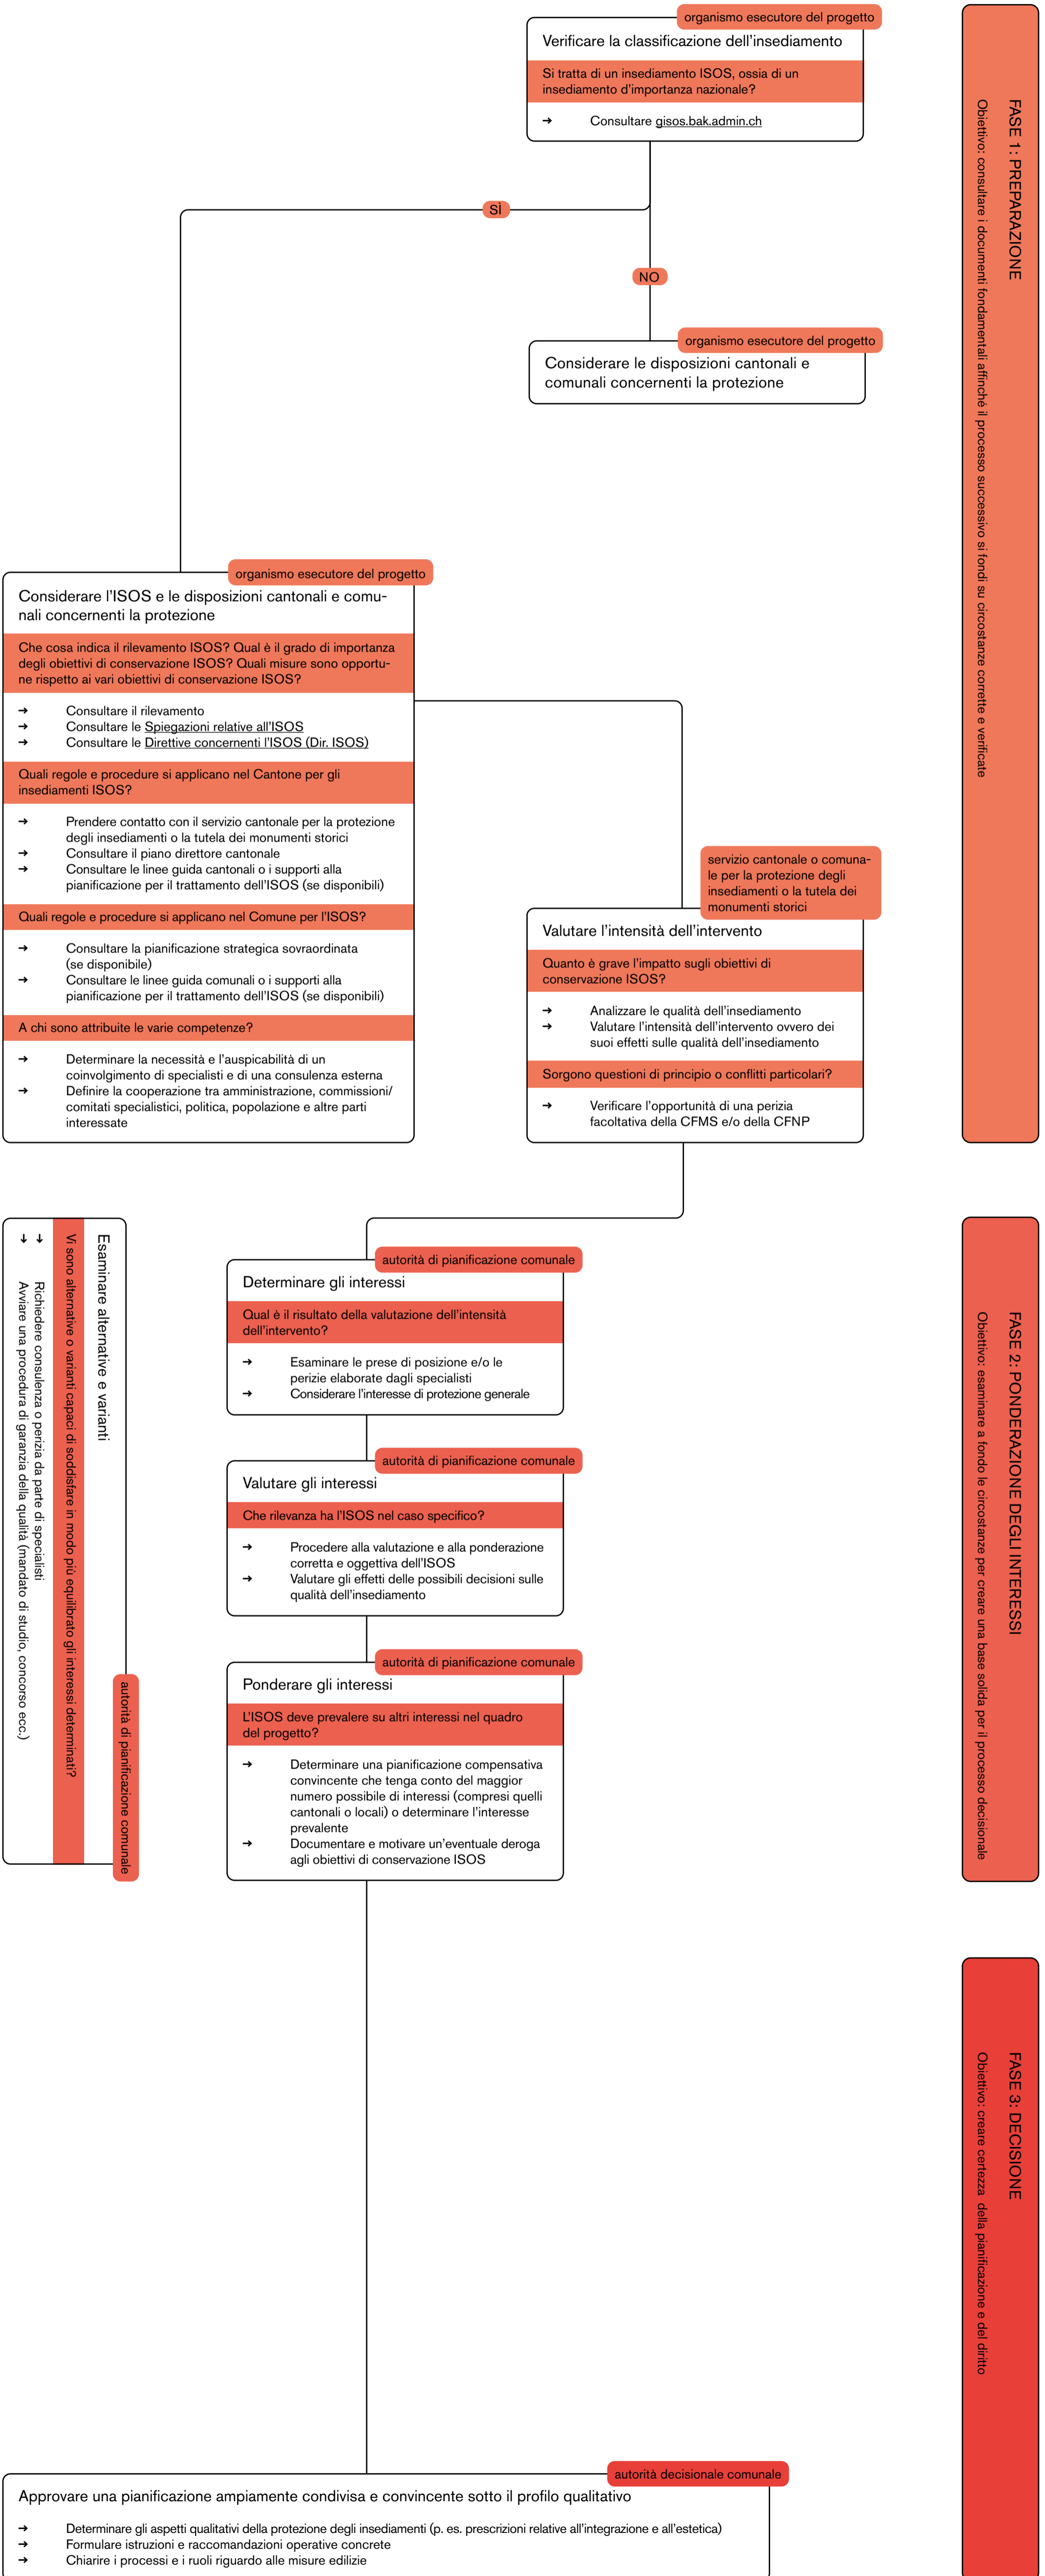 organismo esecutore del progetto
Verificare la classificazione dell’insediamento
Si tratta di un insediamento ISOS, ossia di un
insediamento d’importanza nazionale?
➔ Consultare gisos.bak.admin.ch
SÌ
NO
organismo esecutore del progetto
Considerare le disposizioni cantonali e
comunali concernenti la protezione
FASE 1: PREPARAZIONE
Obiettivo: consultare i documenti fondamentali affinché il processo successivo si fondi su circostanze corrette e verificate
organismo esecutore del progetto
Considerare l’ISOS e le disposizioni cantonali e comu-
nali concernenti la protezione
Che cosa indica il rilevamento ISOS? Qual è il grado di importanza
degli obiettivi di conservazione ISOS? Quali misure sono opportu-
ne rispetto ai vari obiettivi di conservazione ISOS?
➔ Consultare il rilevamento
➔ Consultare le Spiegazioni relative all’ISOS
➔ Consultare le Direttive concernenti l’ISOS (Dir. ISOS)
Quali regole e procedure si applicano nel Cantone per gli
insediamenti ISOS?
➔ Prendere contatto con il servizio cantonale per la protezione
degli insediamenti o la tutela dei monumenti storici
➔ Consultare il piano direttore cantonale
➔ Consultare le linee guida cantonali o i supporti alla
pianificazione per il trattamento dell’ISOS (se disponibili)
Quali regole e procedure si applicano nel Comune per l’ISOS?
➔ Consultare la pianificazione strategica sovraordinata
(se disponibile)
➔ Consultare le linee guida comunali o i supporti alla
pianificazione per il trattamento dell’ISOS (se disponibili)
A chi sono attribuite le varie competenze?
➔ Determinare la necessità e l’auspicabilità di un
coinvolgimento di specialisti e di una consulenza esterna
➔ Definire la cooperazione tra amministrazione, commissioni/
comitati specialistici, politica, popolazione e altre parti
interessate
servizio cantonale o comuna-
le per la protezione degli
insediamenti o la tutela dei
monumenti storici
Valutare l’intensità dell’intervento
Quanto è grave l’impatto sugli obiettivi di
conservazione ISOS?
➔ Analizzare le qualità dell’insediamento
➔ Valutare l’intensità dell’intervento ovvero dei
suoi effetti sulle qualità dell’insediamento
Sorgono questioni di principio o conflitti particolari?
➔ Verificare l’opportunità di una perizia
facoltativa della CFMS e/o della CFNP
autorità di pianificazione comunale
Esaminare alternative e varianti
Vi sono alternative o varianti capaci di soddisfare in modo più equilibrato gli interessi determinati?
➔ Richiedere consulenza o perizia da parte di specialisti
➔ Avviare una procedura di garanzia della qualità (mandato di studio, concorso ecc.)
autorità di pianificazione comunale
Determinare gli interessi
Qual è il risultato della valutazione dell’intensità
dell’intervento?
➔ Esaminare le prese di posizione e/o le
perizie elaborate dagli specialisti
➔ Considerare l’interesse di protezione generale
autorità di pianificazione comunale
Valutare gli interessi
Che rilevanza ha l’ISOS nel caso specifico?
➔ Procedere alla valutazione e alla ponderazione
corretta e oggettiva dell’ISOS
➔ Valutare gli effetti delle possibili decisioni sulle
qualità dell’insediamento
autorità di pianificazione comunale
Ponderare gli interessi
L’ISOS deve prevalere su altri interessi nel quadro
del progetto?
➔ Determinare una pianificazione compensativa
convincente che tenga conto del maggior
numero possibile di interessi (compresi quelli
cantonali o locali) o determinare l’interesse
prevalente
➔ Documentare e motivare un’eventuale deroga
agli obiettivi di conservazione ISOS
FASE 2: PONDERAZIONE DEGLI INTERESSI
Obiettivo: esaminare a fondo le circostanze per creare una base solida per il processo decisionale
FASE 3: DECISIONE
Obiettivo: creare certezza della pianificazione e del diritto
autorità decisionale comunale
Approvare una pianificazione ampiamente condivisa e convincente sotto il profilo qualitativo
➔ Determinare gli aspetti qualitativi della protezione degli insediamenti (p. es. prescrizioni relative all’integrazione e all’estetica)
➔ Formulare istruzioni e raccomandazioni operative concrete
➔ Chiarire i processi e i ruoli riguardo alle misure edilizie